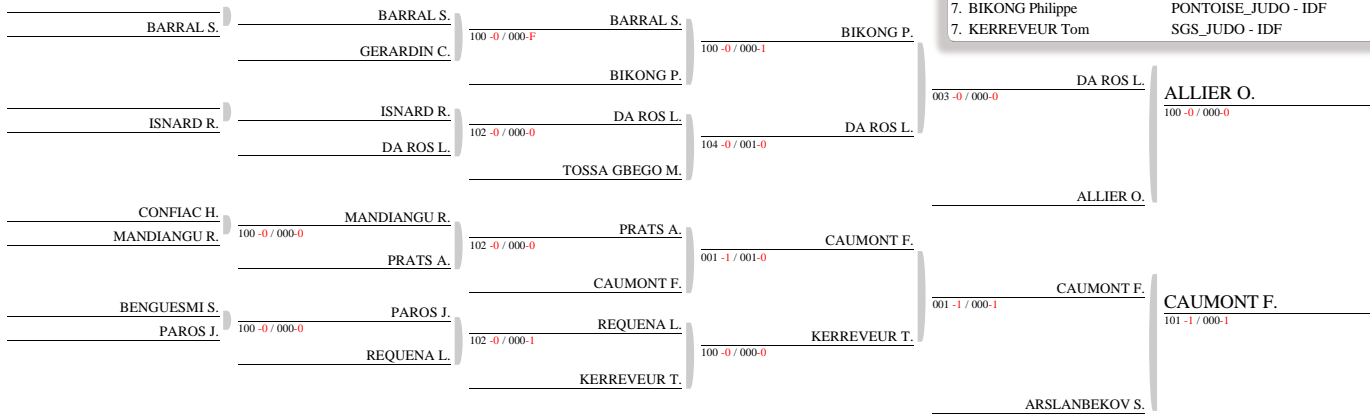 7. BIKONG Philippe PONTOISE_JUDO - IDF
7. KERREVEUR Tom SGS_JUDO - IDF
BARRAL S.
BARRAL S.
GERARDIN C.
100 -0 / 000-F
BARRAL S.
BIKONG P.
100 -0 / 000-1
BIKONG P.
ISNARD R.
ISNARD R.
DA ROS L.
102 -0 / 000-0
DA ROS L.
TOSSA GBEGO M.
104 -0 / 001-0
DA ROS L.
003 -0 / 000-0
DA ROS L.
ALLIER O.
100 -0 / 000-0
ALLIER O.
CONFIAC H.
MANDIANGU R.
100 -0 / 000-0
MANDIANGU R.
PRATS A.
102 -0 / 000-0
PRATS A.
CAUMONT F.
001 -1 / 001-0
CAUMONT F.
BENGUESMI S.
PAROS J.
100 -0 / 000-0
PAROS J.
REQUENA L.
102 -0 / 000-1
REQUENA L.
KERREVEUR T.
100 -0 / 000-0
KERREVEUR T.
001 -1 / 000-1
CAUMONT F.
ARSLANBEKOV S.
CAUMONT F.
101 -1 / 000-1